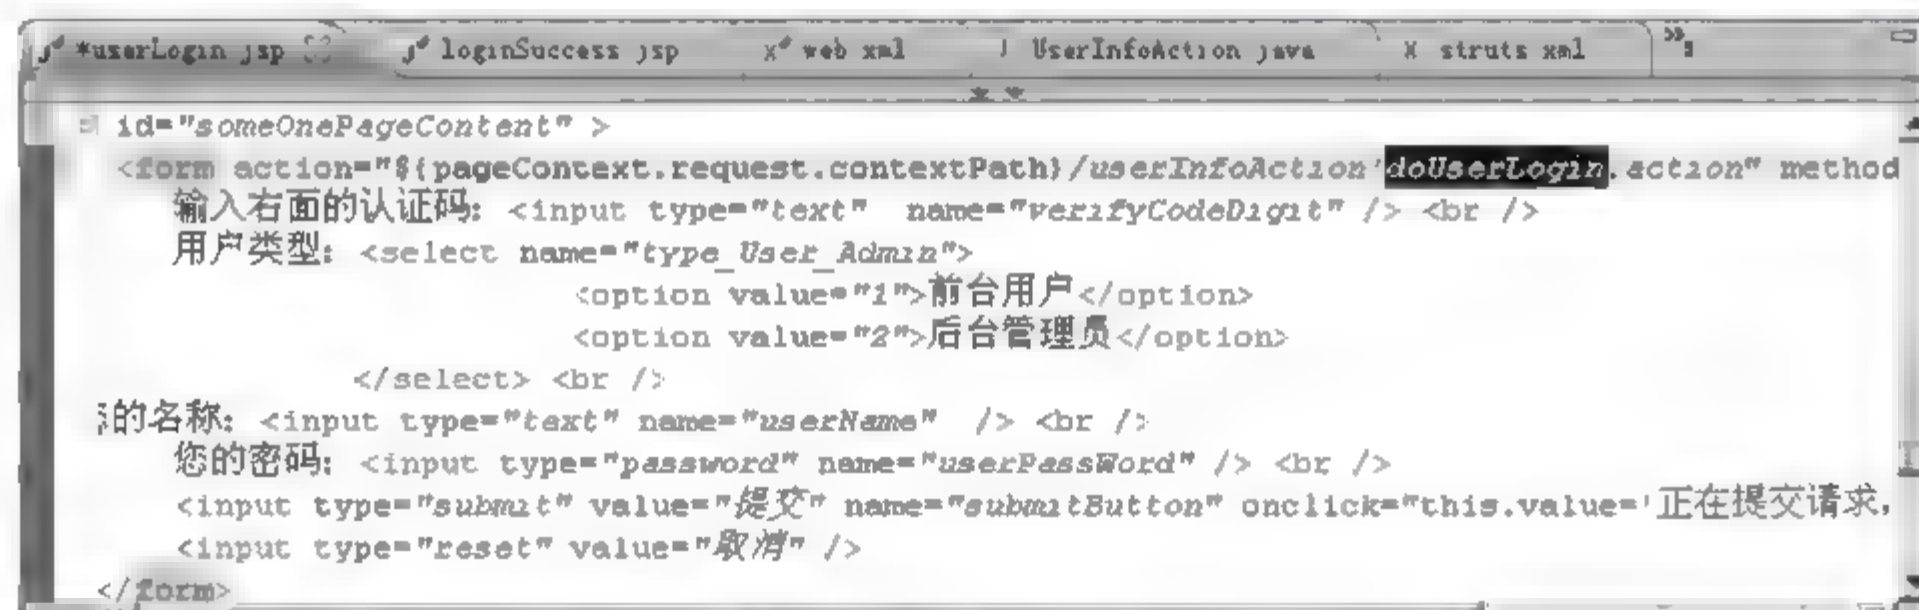 *userLogin.jsp loginSuccess.jsp web.xml UserInfoAction.java struts.xml
id="someOnePageContent" >
<form action="${pageContext.request.contextPath}/userInfoAction!doUserLogin.action" method
输入右面的认证码: <input type="text" name="verifyCodeDigit" /> <br />
用户类型: <select name="type_User_Admin">
<option value="1">前台用户</option>
<option value="2">后台管理员</option>
</select> <br />
的名称: <input type="text" name="userName" /> <br />
您的密码: <input type="password" name="userPassWord" /> <br />
<input type="submit" value="提交" name="submitButton" onclick="this.value='正在提交请求,
<input type="reset" value="取消" />
</form>